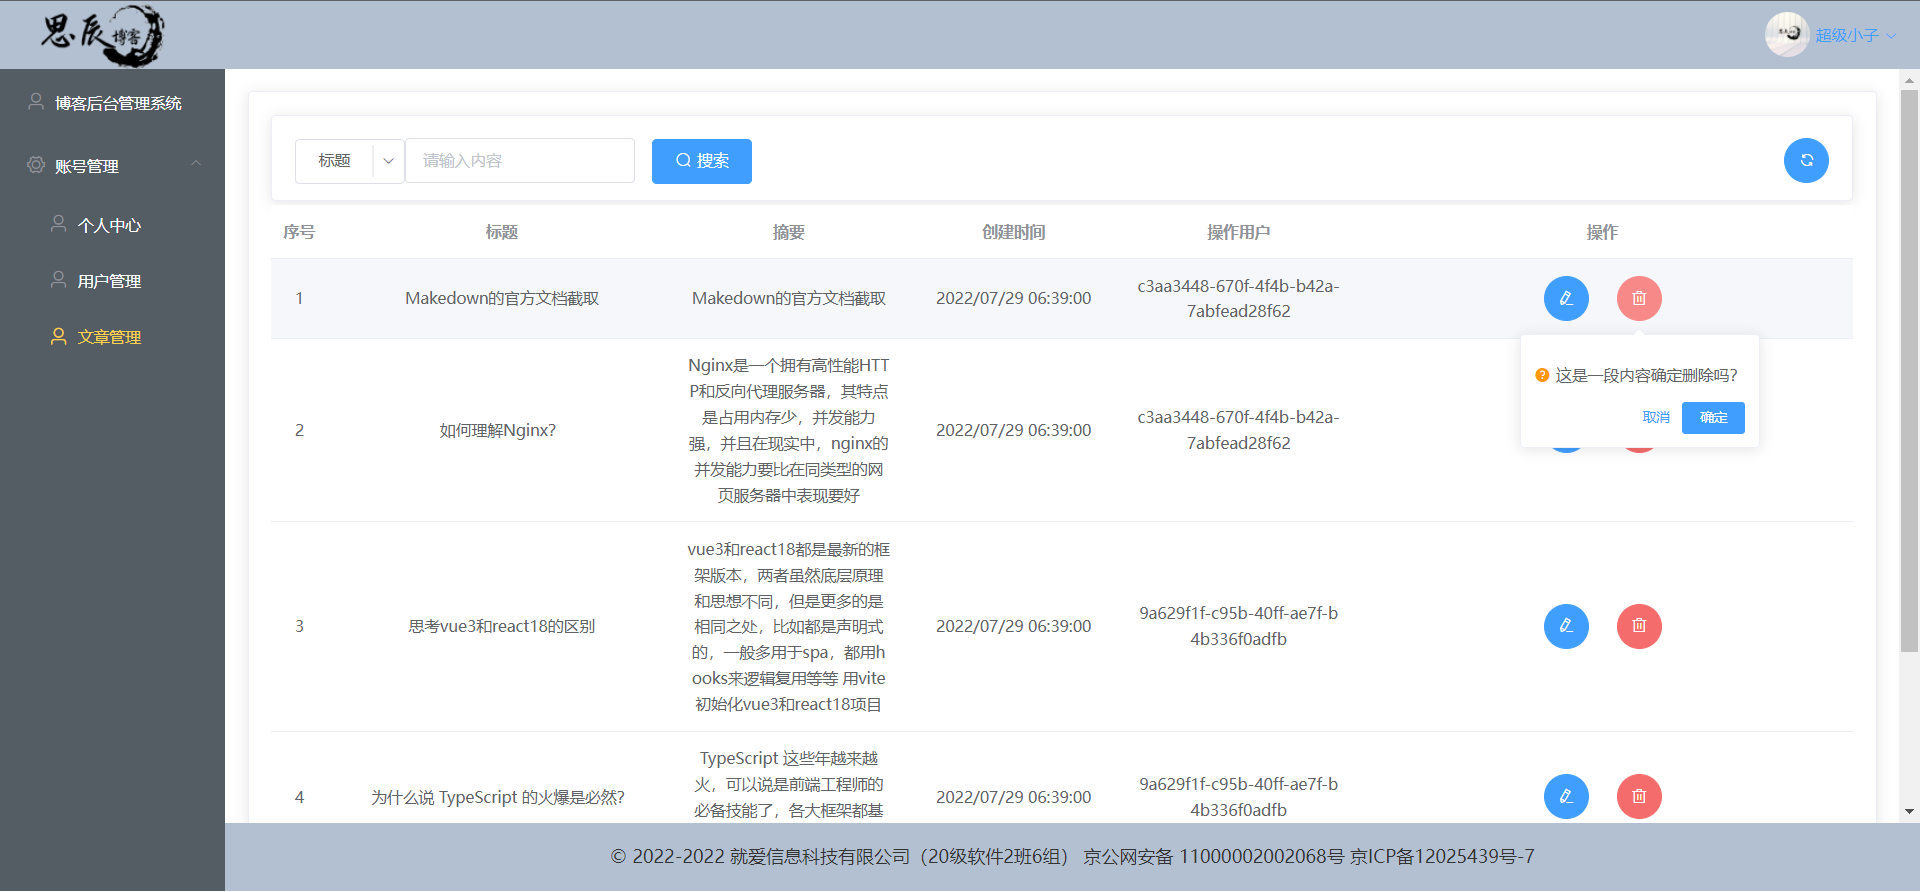 思辰博客
超级小子
博客后台管理系统
账号管理
个人中心
用户管理
文章管理
标题
请输入内容
搜索
序号 标题 摘要 创建时间 操作用户 操作
1 Makedown的官方文档截取 Makedown的官方文档截取 2022/07/29 06:39:00
c3aa3448-670f-4f4b-b42a-
7abfead28f62
这是一段内容确定删除吗?
取消 确定
2 如何理解Nginx?
Nginx是一个拥有高性能HTT
P和反向代理服务器，其特点
是占用内存少，并发能力
强，并且在现实中，nginx的
并发能力要比在同类型的网
页服务器中表现要好
2022/07/29 06:39:00
c3aa3448-670f-4f4b-b42a-
7abfead28f62
3 思考vue3和react18的区别
vue3和react18都是最新的框
架版本，两者虽然底层原理
和思想不同，但是更多的是
相同之处，比如都是声明式
的，一般多用于spa，都用h
ooks来逻辑复用等等 用vite
初始化vue3和react18项目
2022/07/29 06:39:00
9a629f1f-c95b-40ff-ae7f-b
4b336f0adfb
4 为什么说 TypeScript 的火爆是必然?
TypeScript 这些年越来越
火，可以说是前端工程师的
必备技能了，各大框架都基
2022/07/29 06:39:00
9a629f1f-c95b-40ff-ae7f-b
4b336f0adfb
© 2022-2022 就爱信息科技有限公司（20级软件2班6组） 京公网安备 11000002002068号 京ICP备12025439号-7